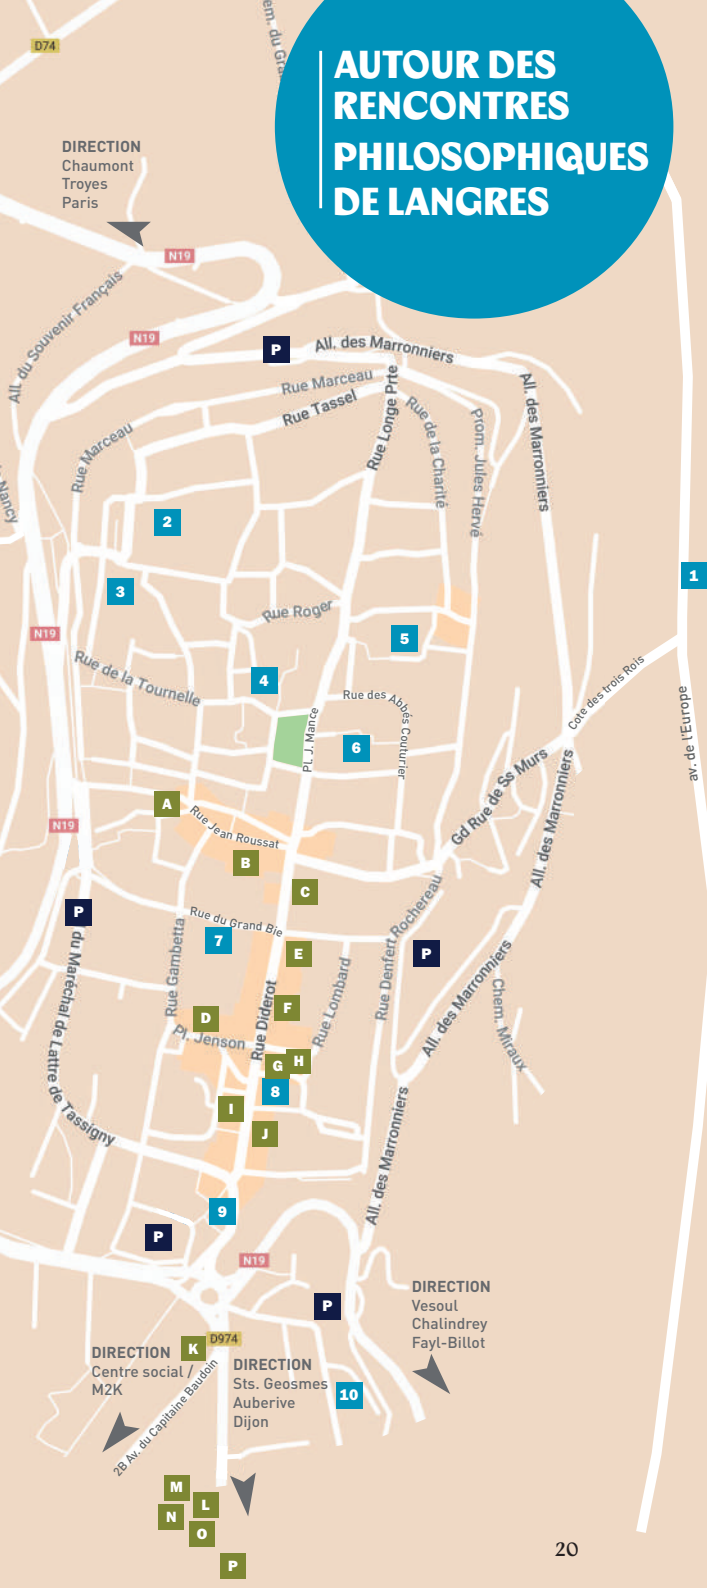 AUTOUR DES
RENCONTRES
PHILOSOPHIQUES
DE LANGRES
D74
DIRECTION
Chaumont
Troyes
Paris
N19
All. du Souvenir Français
N19
P
All. des Marronniers
Rue Marceau
Rue Tassel
Rue Longe Prte
Rue de la Charité
Prom. Jules Hervé
All. des Marronniers
Rue Marceau
Nancy
2
3
1
Rue Roger
5
N19
Rue de la Tournelle
4
Rue des Abbés Couturier
Cote des trois Rois
av. de l'Europe
Pl. J. Mance
6
Gd Rue de Ss Murs
All. des Marronniers
A
Rue Jean Roussat
N19
B
C
P
Rue du Grand Bie
7
E
P
Rue Denfert Rochereau
Rue Gambetta
Rue Diderot
Rue Lombard
All. des Marronniers
Chem. Miraux
D
F
Pl. Jenson
du Maréchal de Lattre de Tassigny
G
H
8
I
J
All. des Marronniers
9
P
N19
P
DIRECTION
Vesoul
Chalindrey
Fayl-Billot
D974
K
DIRECTION
Centre social /
M2K
DIRECTION
Sts. Geosmes
Auberive
Dijon
10
2B Av. du Capitaine Baudoin
M
L
N
O
P
20